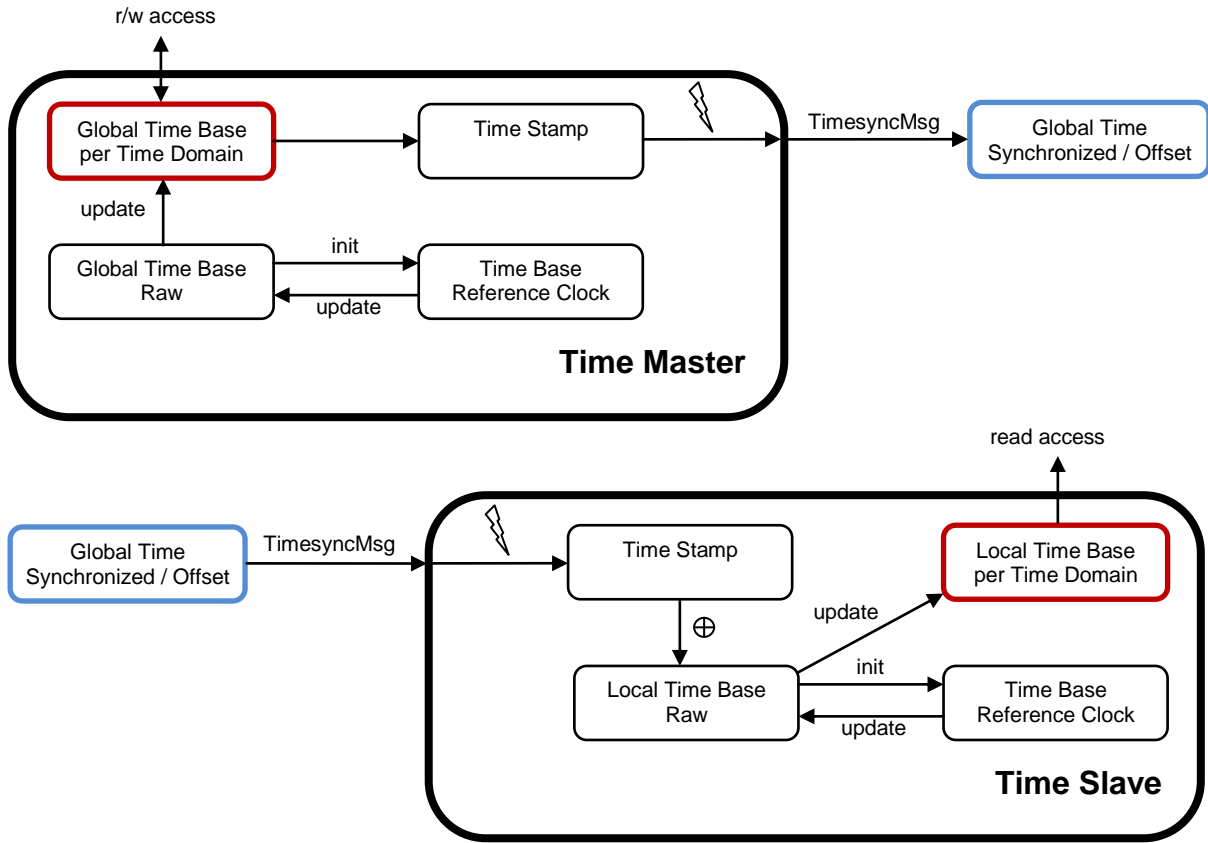 r/w access
Global Time Base
per Time Domain
Time Stamp
TimesyncMsg
Global Time
Synchronized / Offset
update
init
Global Time Base
Raw
Time Base
Reference Clock
update
Time Master
read access
Global Time
Synchronized / Offset
TimesyncMsg
Time Stamp
Local Time Base
per Time Domain
update
⊕
init
Local Time Base
Raw
Time Base
Reference Clock
update
Time Slave